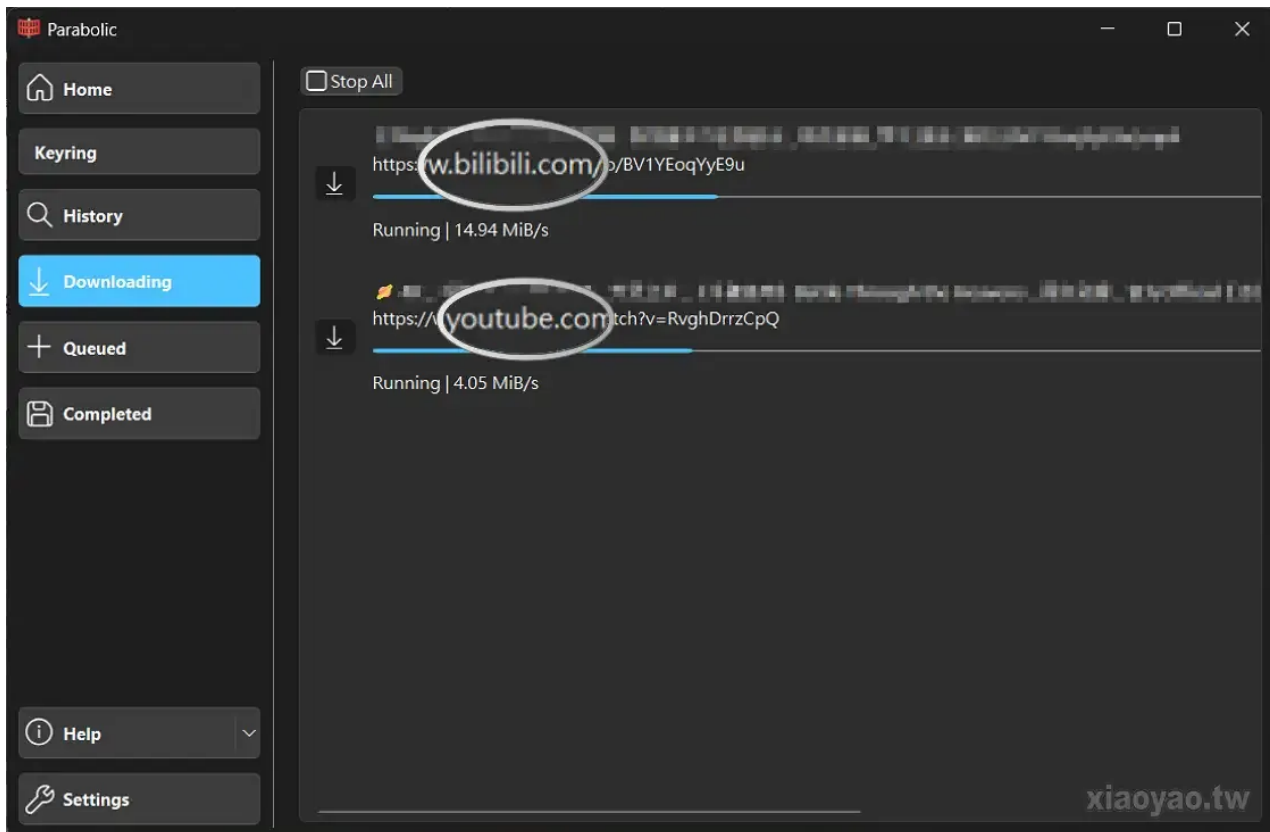 Parabolic
Home
Keyring
History
Downloading
Queued
Completed
Help
Settings
Stop All
https:/w.bilibili.com/o/BV1YEoqYyE9u
Running | 14.94 MiB/s
https://wyoutube.comtch?v=RvghDrrzCpQ
Running | 4.05 MiB/s
xiaoyao.tw